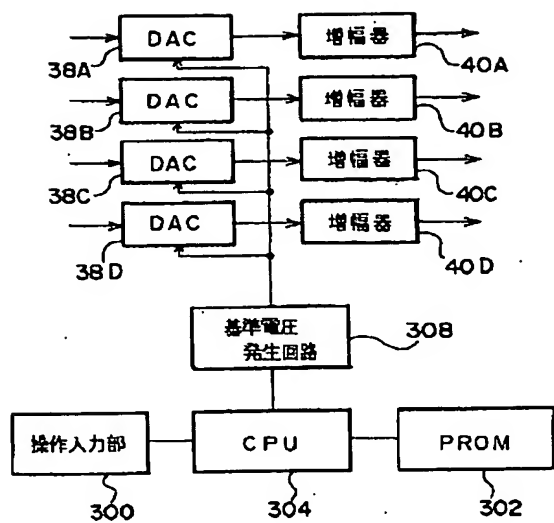 DAC 増幅器
38A 40A
DAC 増幅器
38B 40B
DAC 増幅器
38C 40C
DAC 増幅器
38D 40D
基準電圧
発生回路
308
操作入力部 CPU PROM
300 304 302